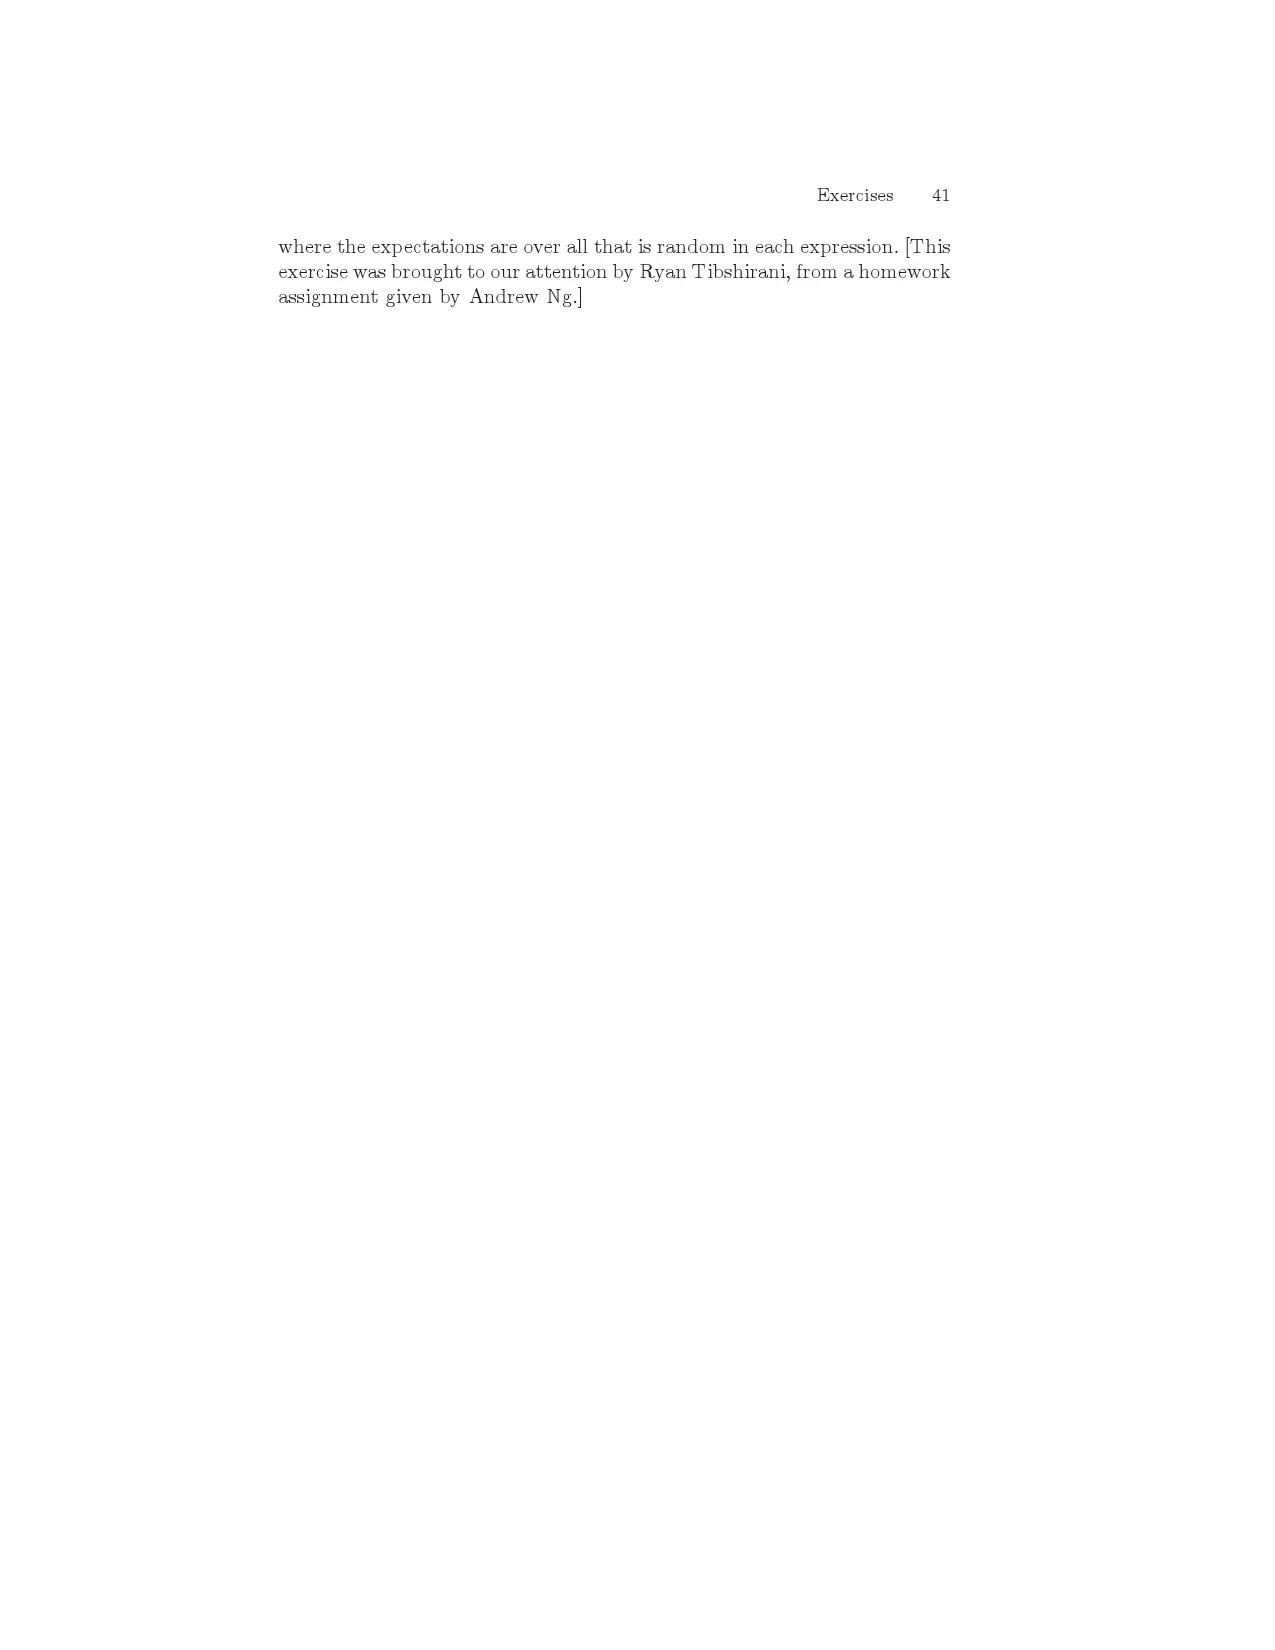 Exercises 41
where the expectations are over all that is random in each expression. [This
exercise was brought to our attention by Ryan Tibshirani, from a homework
assignment given by Andrew Ng.]